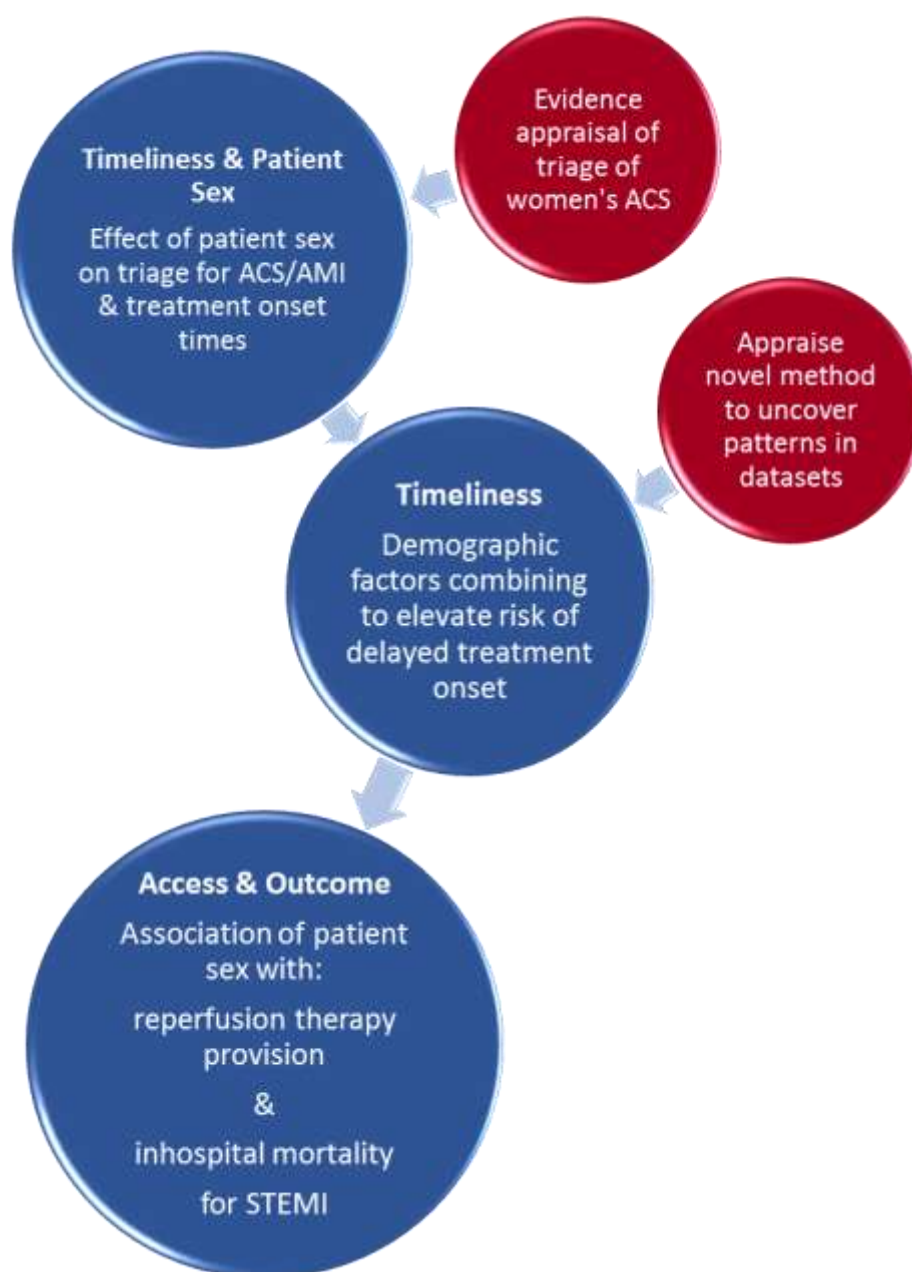 Timeliness & Patient
Sex
Effect of patient sex
on triage for ACS/AMI
& treatment onset
times
Evidence
appraisal of
triage of
women's ACS
Appraise
novel method
to uncover
patterns in
datasets
Timeliness
Demographic
factors combining
to elevate risk of
delayed treatment
onset
Access & Outcome
Association of patient
sex with:
reperfusion therapy
provision
&
inhospital mortality
for STEMI